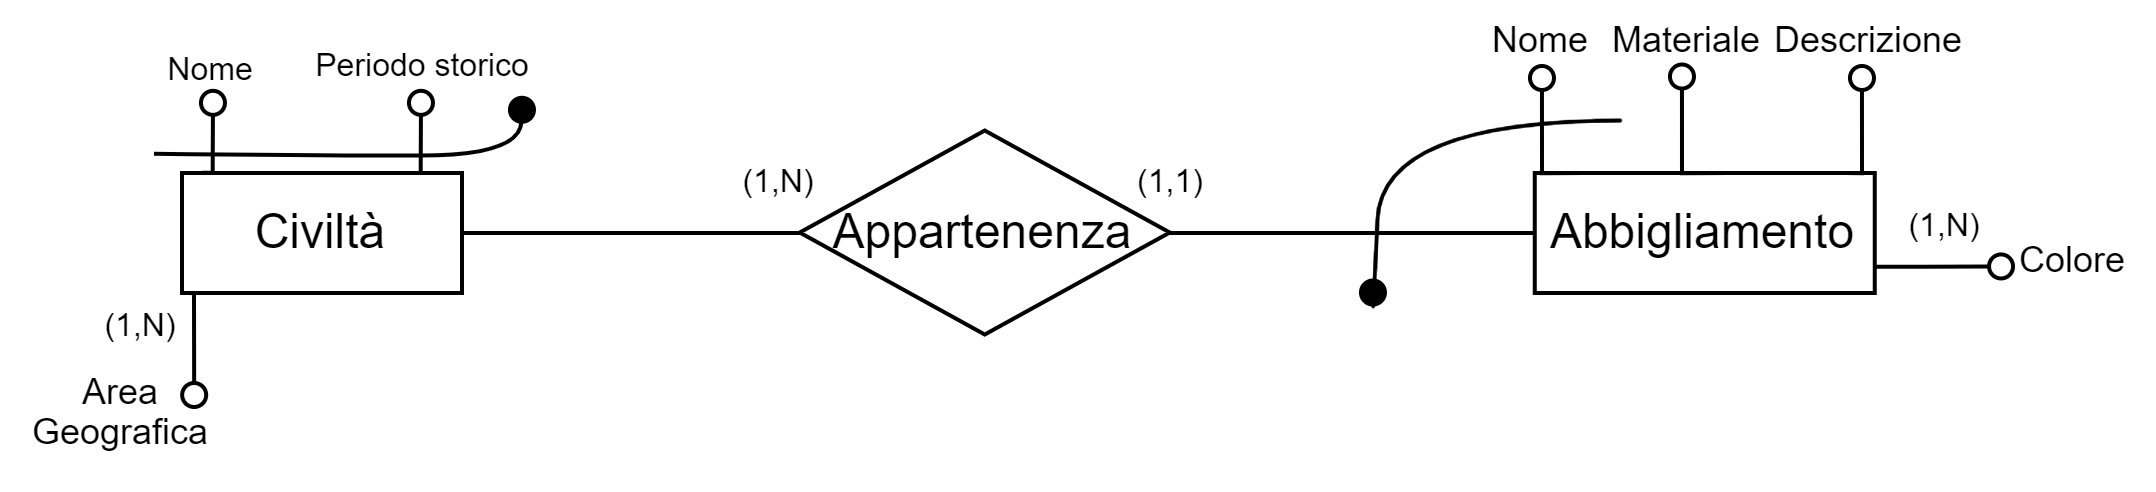 Nome
Periodo storico
Civiltà
(1,N)
Area
Geografica
(1,N)
Appartenenza
(1,1)
Nome
Materiale
Descrizione
Abbigliamento
(1,N)
Colore